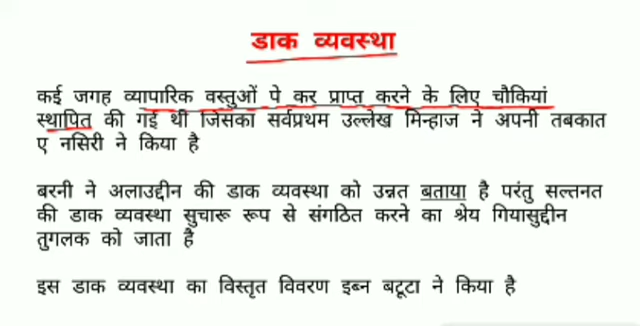 डाक व्यवस्था
कई जगह व्यापारिक वस्तुओं पे कर प्राप्त करने के लिए चौकियां
स्थापित की गई थी जिसका सर्वप्रथम उल्लेख मिन्हाज ने अपनी तबकात
ए नसिरी ने किया है
बरनी ने अलाउद्दीन की डाक व्यवस्था को उन्नत बताया है परंतु सल्तनत
की डाक व्यवस्था सुचारू रूप से संगठित करने का श्रेय गियासुद्दीन
तुगलक को जाता है
इस डाक व्यवस्था का विस्तृत विवरण इब्न बटूटा ने किया है